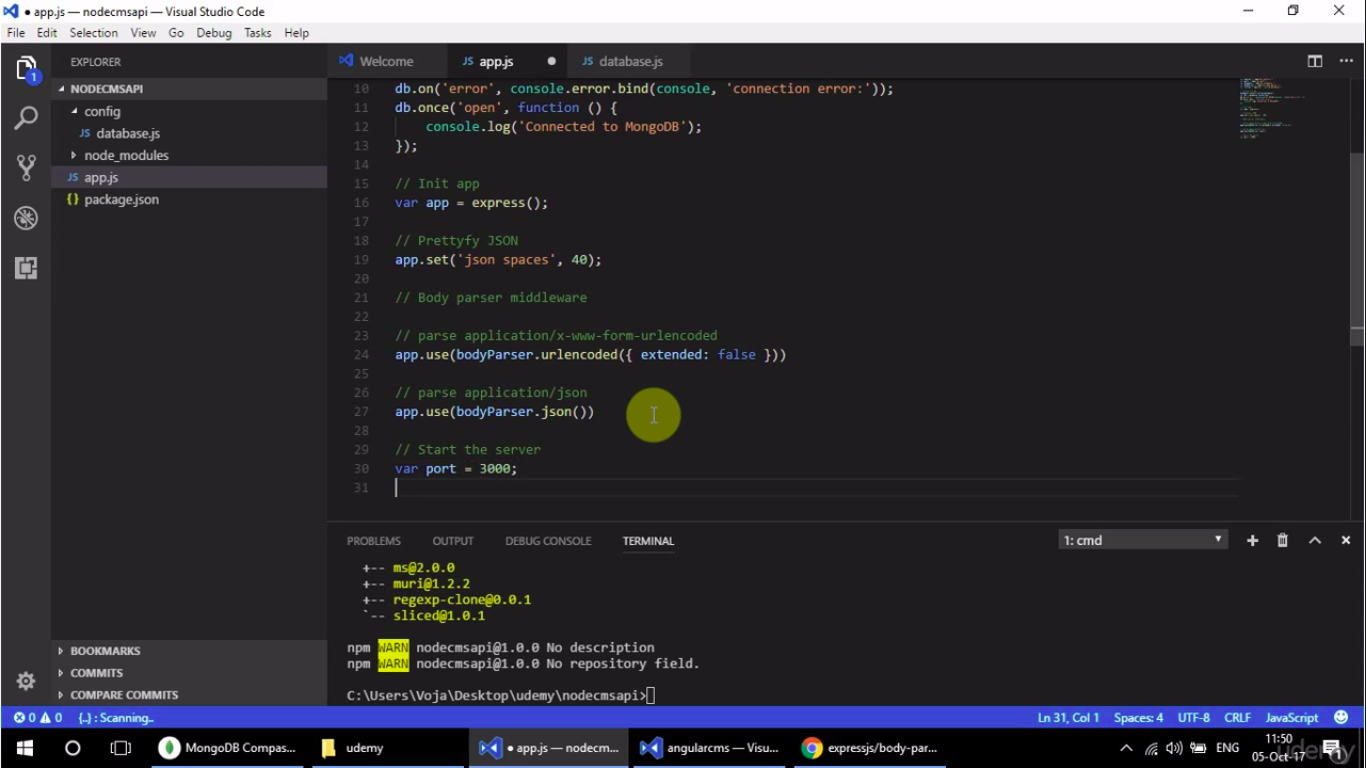 ● app.js — nodecmsapi — Visual Studio Code
File Edit Selection View Go Debug Tasks Help
1
EXPLORER
Welcome
JS app.js ●
JS database.js
NODECMSAPI
config
JS database.js
node_modules
JS app.js
{} package.json
10 db.on('error', console.error.bind(console, 'connection error:'));
11 db.once('open', function () {
12     console.log('Connected to MongoDB');
13 });
14
15 // Init app
16 var app = express();
17
18 // Prettyfy JSON
19 app.set('json spaces', 40);
20
21 // Body parser middleware
22
23 // parse application/x-www-form-urlencoded
24 app.use(bodyParser.urlencoded({ extended: false }))
25
26 // parse application/json
27 app.use(bodyParser.json())
28
29 // Start the server
30 var port = 3000;
31
PROBLEMS OUTPUT DEBUG CONSOLE TERMINAL 1: cmd
+-- ms@2.0.0
+-- muri@1.2.2
+-- regexp-clone@0.0.1
`-- sliced@1.0.1
npm WARN nodecmsapi@1.0.0 No description
npm WARN nodecmsapi@1.0.0 No repository field.
C:\Users\Voja\Desktop\udemy\nodecmsapi>
BOOKMARKS
COMMITS
COMPARE COMMITS
0 0 {..} : Scanning..
Ln 31, Col 1 Spaces: 4 UTF-8 CRLF JavaScript
MongoDB Compas... udemy ● app.js — nodecm... angularcms — Visu... expressjs/body-par... ENG 11:50
05-Oct-17
1
udemy